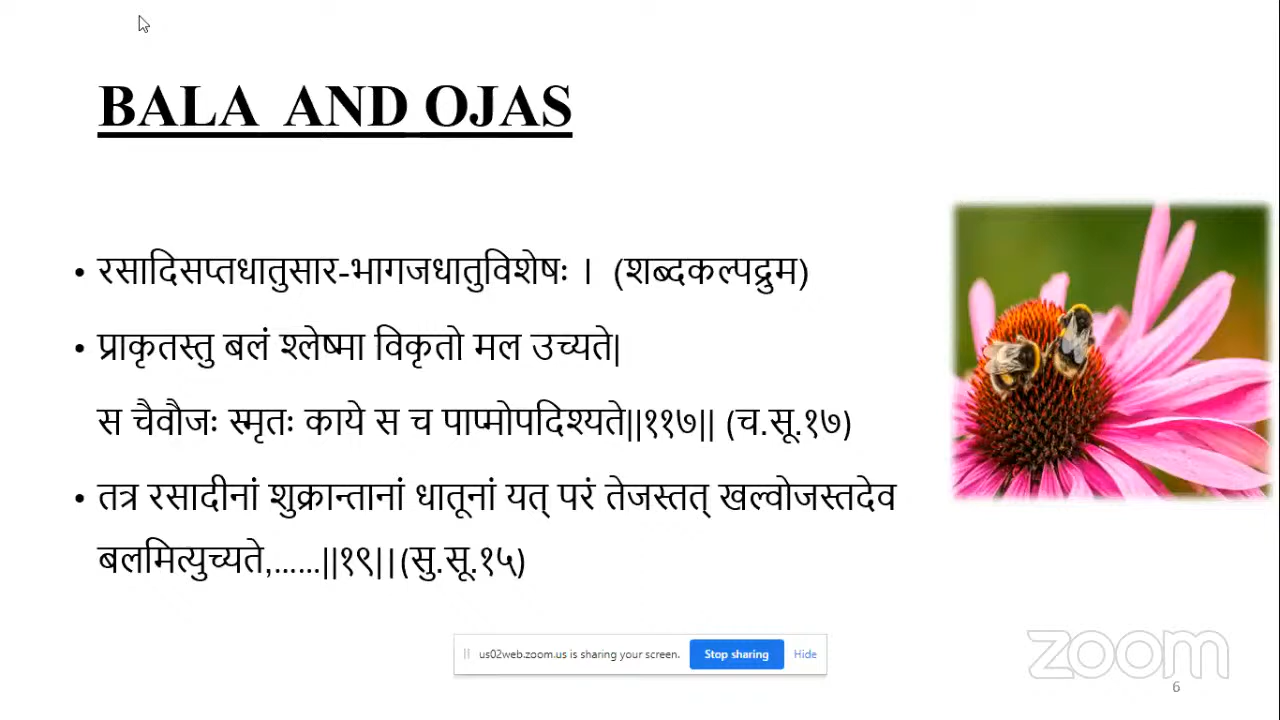 BALA AND OJAS
• रसादिसप्तधातुसार-भागजधातुविशेषः । (शब्दकल्पद्रुम)
• प्राकृतस्तु बलं श्लेष्मा विकृतो मल उच्यते|
स चैवौजः स्मृतः काये स च पाप्मोपदिश्यते||११७|| (च.सू.१७)
• तत्र रसादीनां शुक्रान्तानां धातूनां यत् परं तेजस्तत् खल्वोजस्तदेव
बलमित्युच्यते,......||१९||(सु.सू.१५)
us02web.zoom.us is sharing your screen. Stop sharing Hide
zoom
6